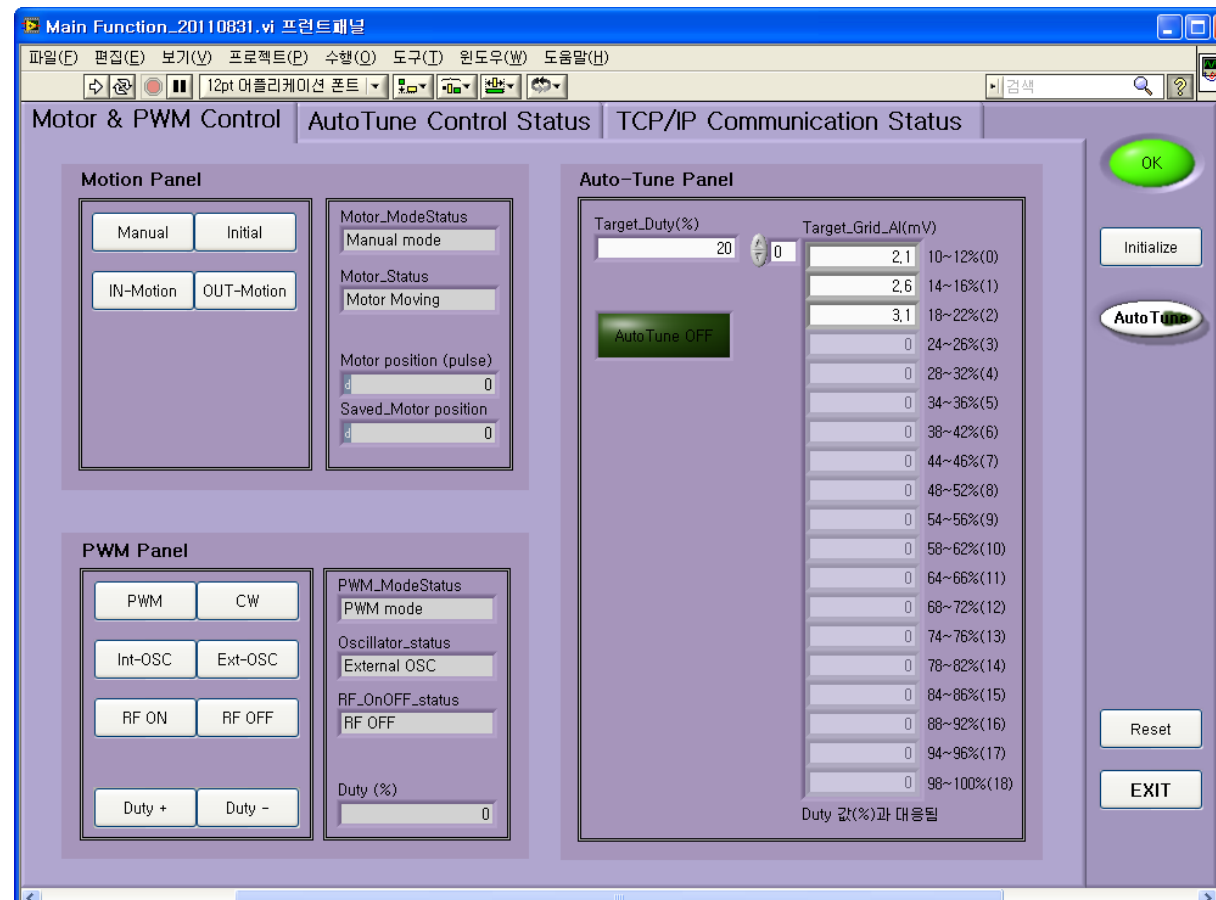 Main Function_20110831.vi 프런트패널
파일(F) 편집(E) 보기(V) 프로젝트(P) 수행(O) 도구(T) 윈도우(W) 도움말(H)
12pt 어플리케이션 폰트
검색
?
Motor & PWM Control
AutoTune Control Status
TCP/IP Communication Status
Motion Panel
Manual
Initial
IN-Motion
OUT-Motion
Motor_ModeStatus
Manual mode
Motor_Status
Motor Moving
Motor position (pulse)
d 0
Saved_Motor position
d 0
PWM Panel
PWM
CW
Int-OSC
Ext-OSC
RF ON
RF OFF
Duty +
Duty -
PWM_ModeStatus
PWM mode
Oscillator_status
External OSC
RF_OnOFF_status
RF OFF
Duty (%)
0
Auto-Tune Panel
Target_Duty(%)
20
AutoTune OFF
0
Target_Grid_AI(mV)
2,1 10~12%(0)
2,6 14~16%(1)
3,1 18~22%(2)
0 24~26%(3)
0 28~32%(4)
0 34~36%(5)
0 38~42%(6)
0 44~46%(7)
0 48~52%(8)
0 54~56%(9)
0 58~62%(10)
0 64~66%(11)
0 68~72%(12)
0 74~76%(13)
0 78~82%(14)
0 84~86%(15)
0 88~92%(16)
0 94~96%(17)
0 98~100%(18)
Duty 값(%)과 대응됨
OK
Initialize
AutoTune
Reset
EXIT